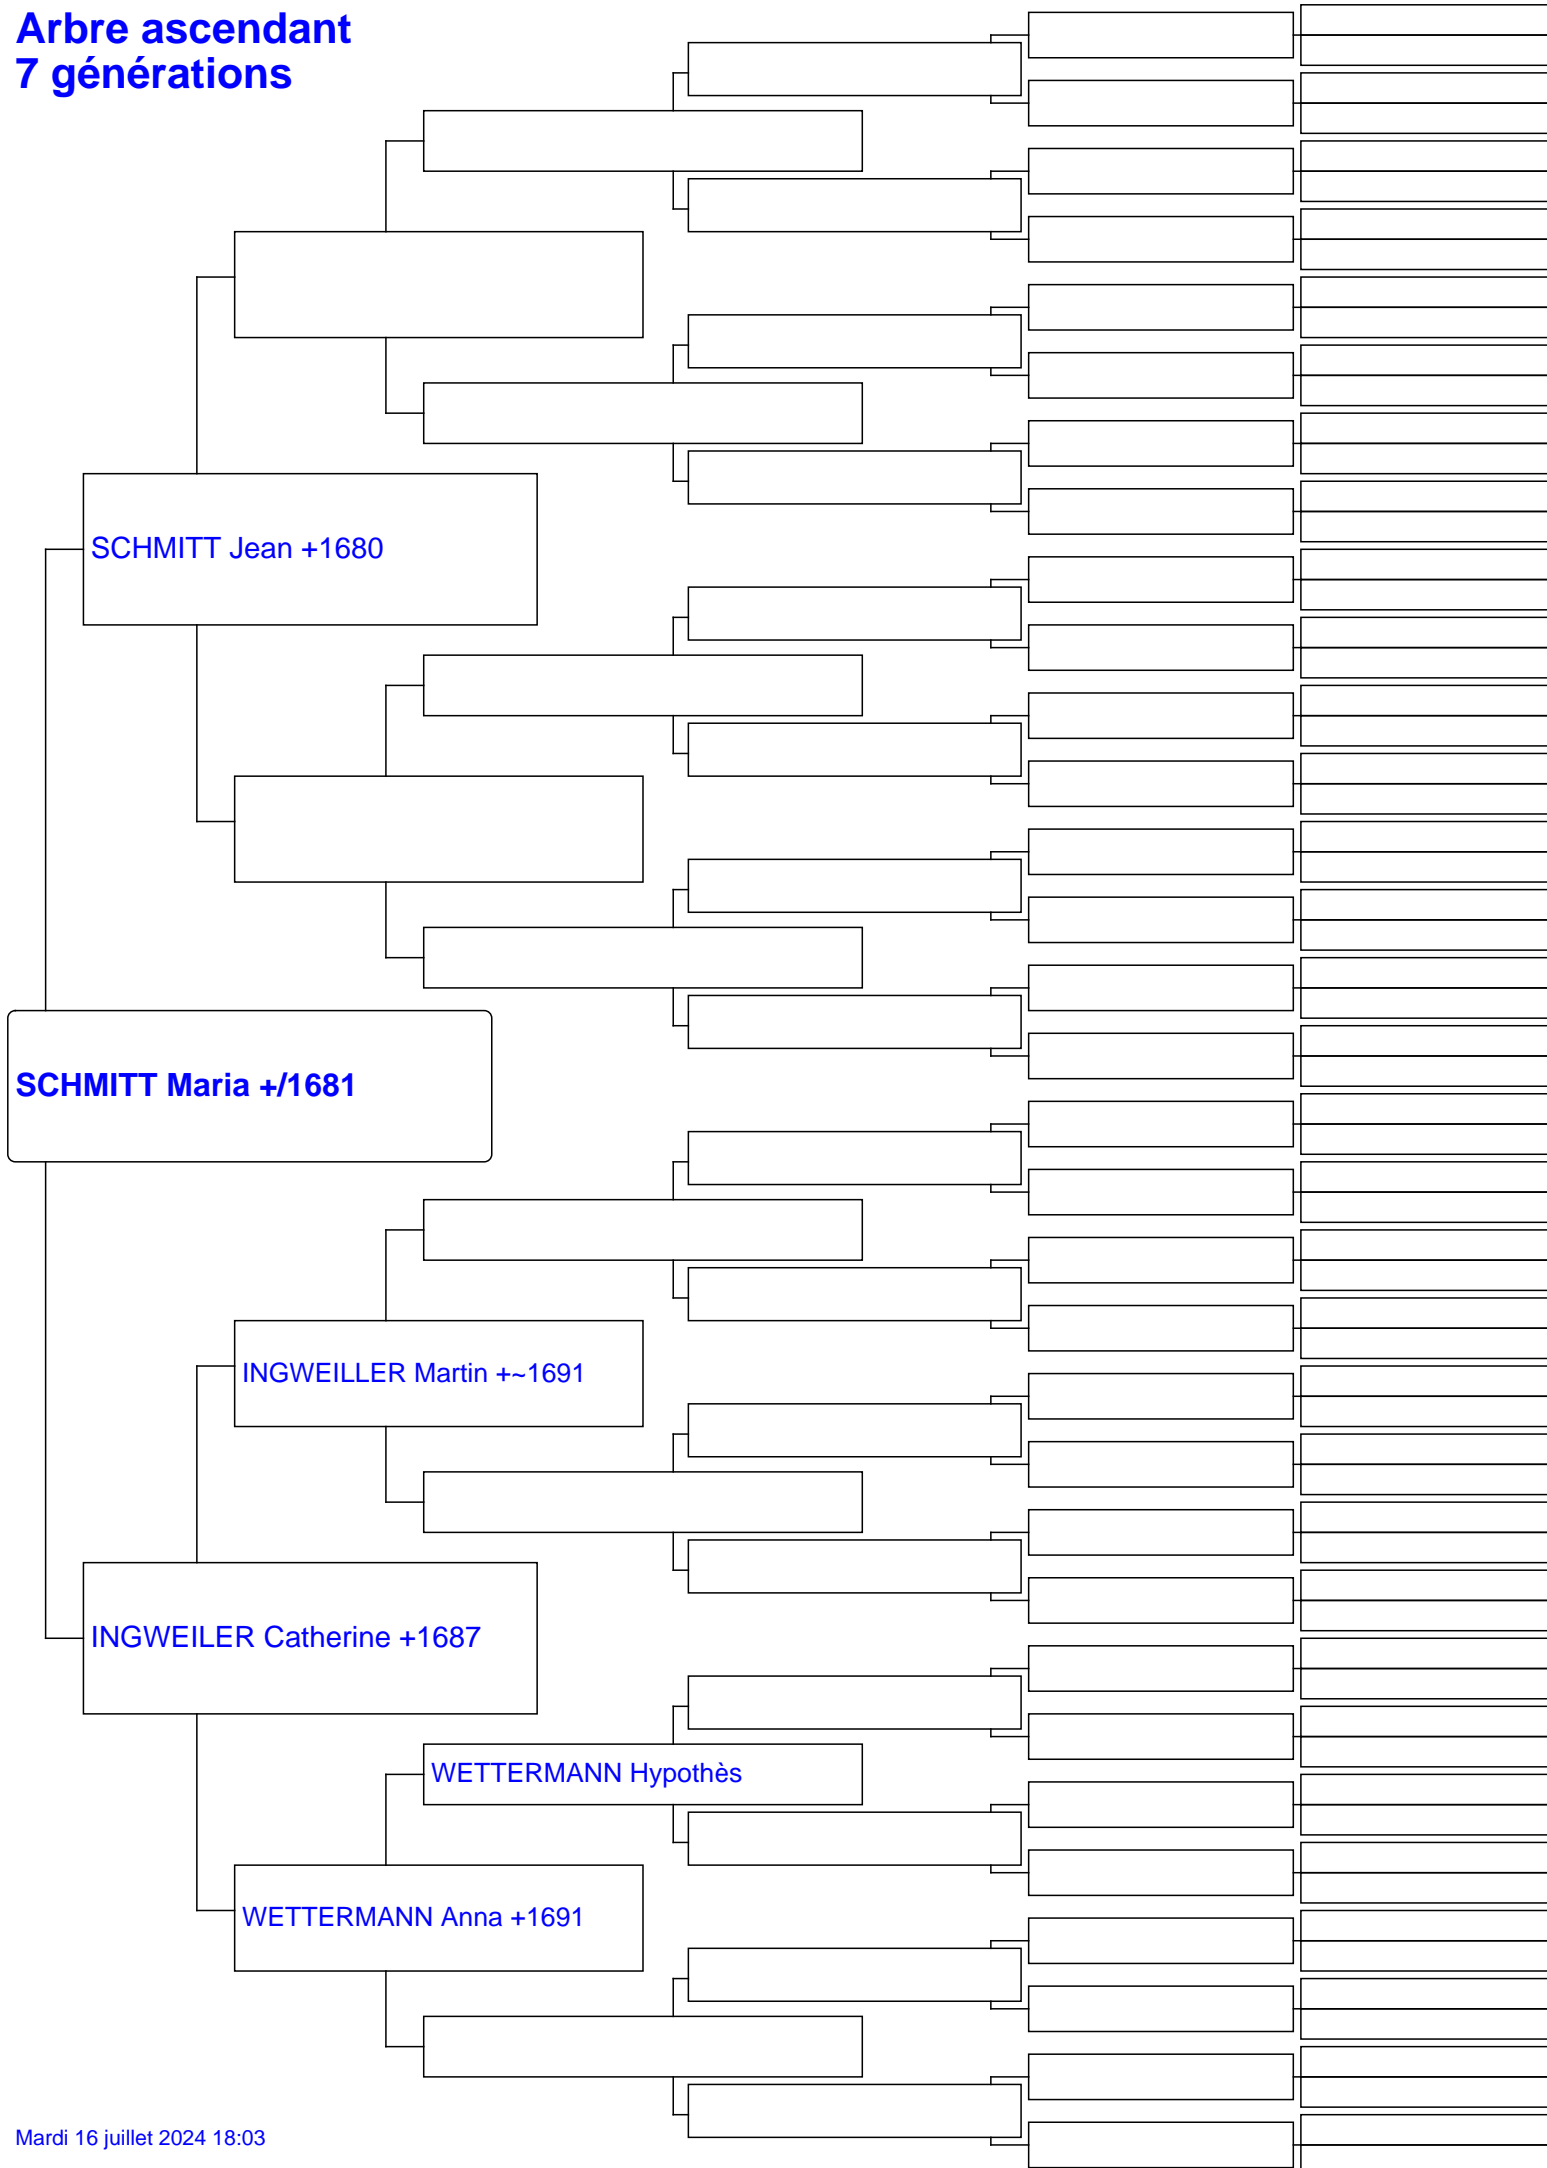 Arbre ascendant
7 générations
SCHMITT Jean +1680
SCHMITT Maria +/1681
INGWEILLER Martin +~1691
INGWEILER Catherine +1687
WETTERMANN Hypothès
WETTERMANN Anna +1691
Mardi 16 juillet 2024 18:03